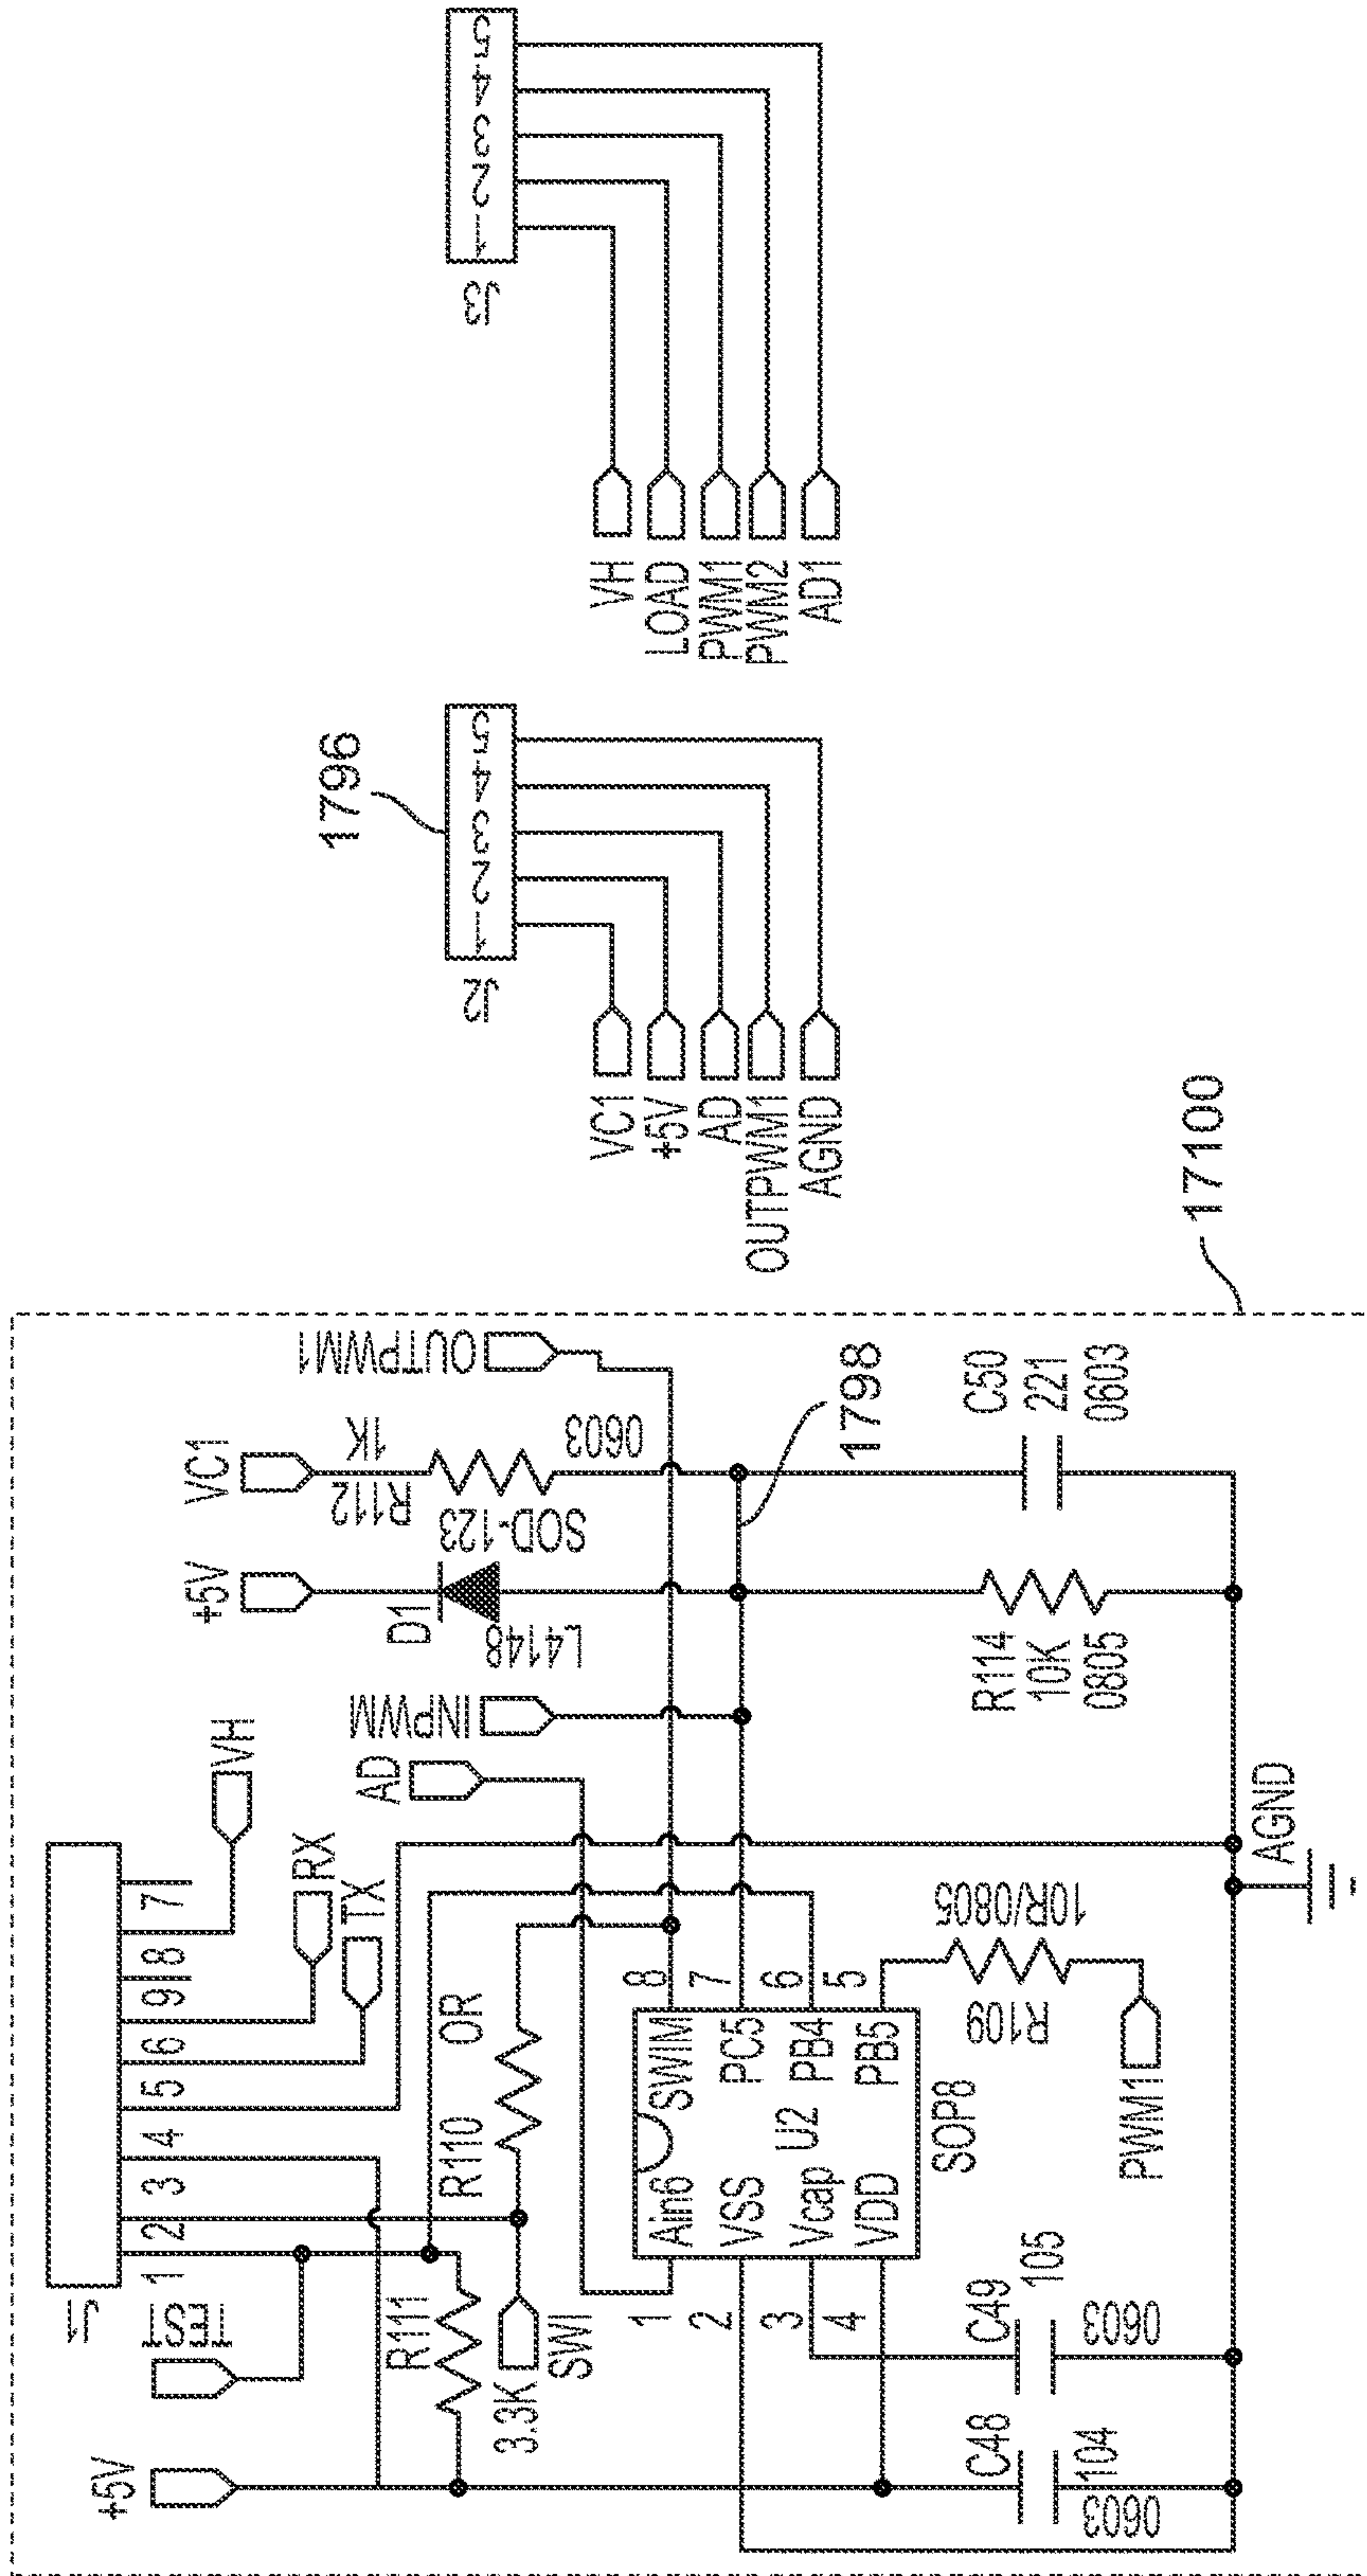 +5V
TEST
J1
1
2
3
4
5
6
9
8
7
VH
RX
TX
R111
3.3K
SWI
R110
OR
AD
INPWM
+5V
D1
L4148
SOD-123
VC1
R112
1K
0603
OUTPWM1
1
2
3
4
Ain6
VSS
Vcap
VDD
U2
SWIM
PC5
PB4
PB5
8
7
6
5
SOP8
R109
10R/0805
PWM1
C48
104
0603
C49
105
0603
AGND
R114
10K
0805
C50
221
0603
1798
17100
1796
J2
1 2 3 4 5
VC1
+5V
AD
OUTPWM1
AGND
J3
1 2 3 4 5
VH
LOAD
PWM1
PWM2
AD1